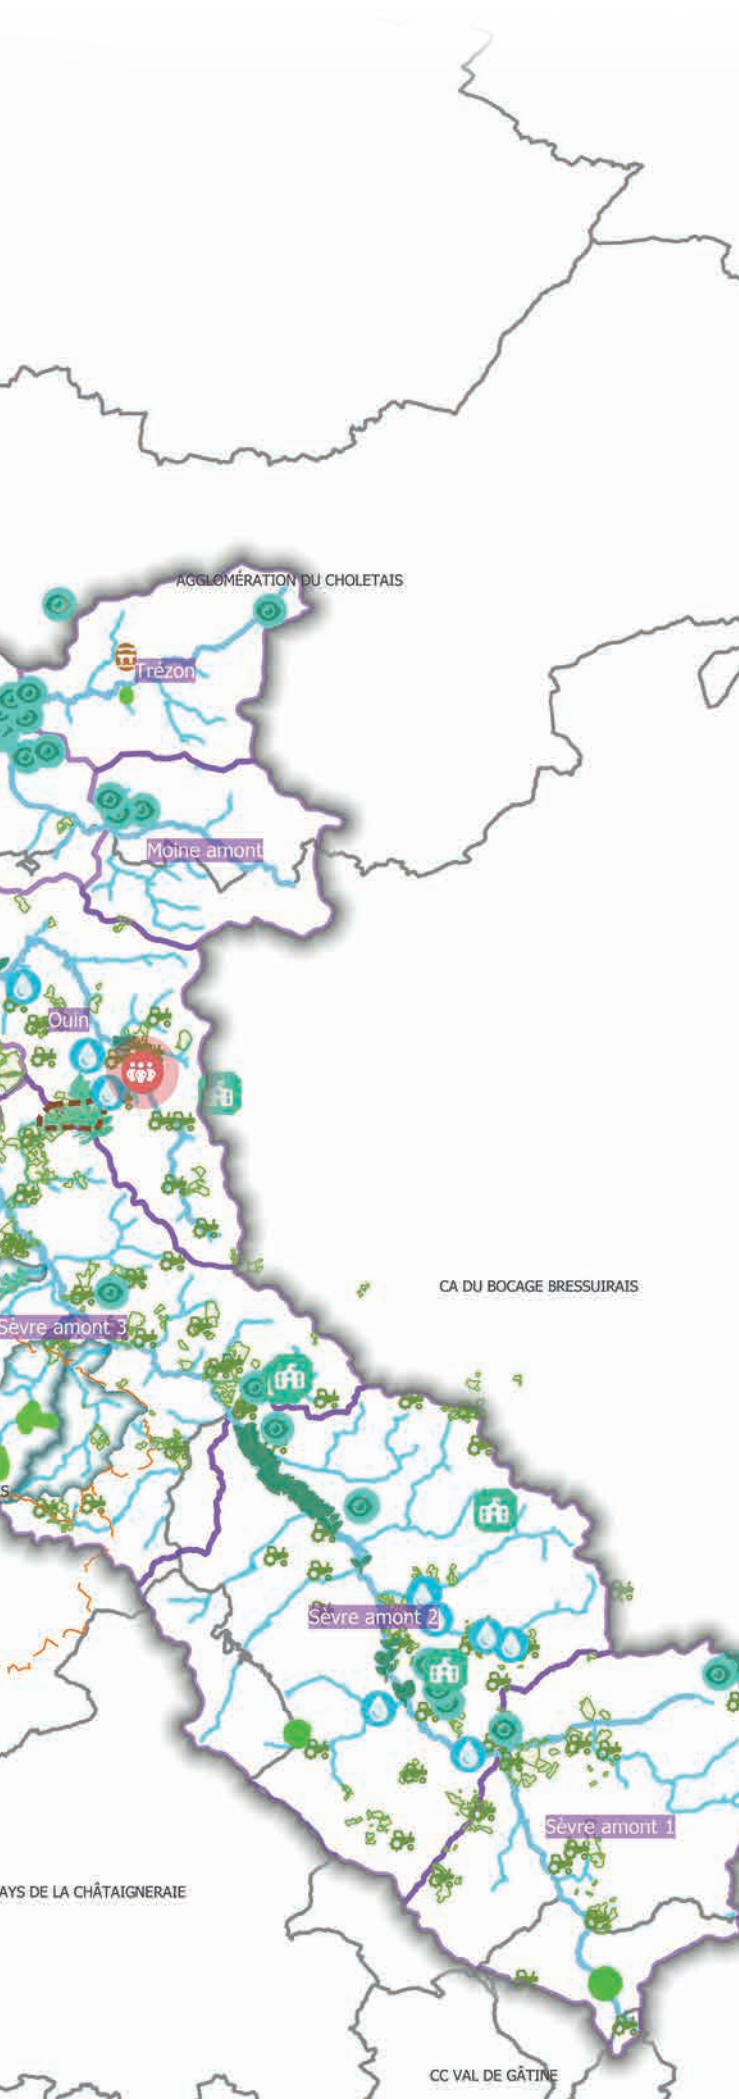 AGGLOMÉRATION DU CHOLETAIS
Trézon
Moine amont
Ouin
CA DU BOCAGE BRESSUIRAIS
Sèvre amont 3
S
Sèvre amont 2
Sèvre amont 1
AYS DE LA CHÂTAIGNERAIE
CC VAL DE GÂTINE